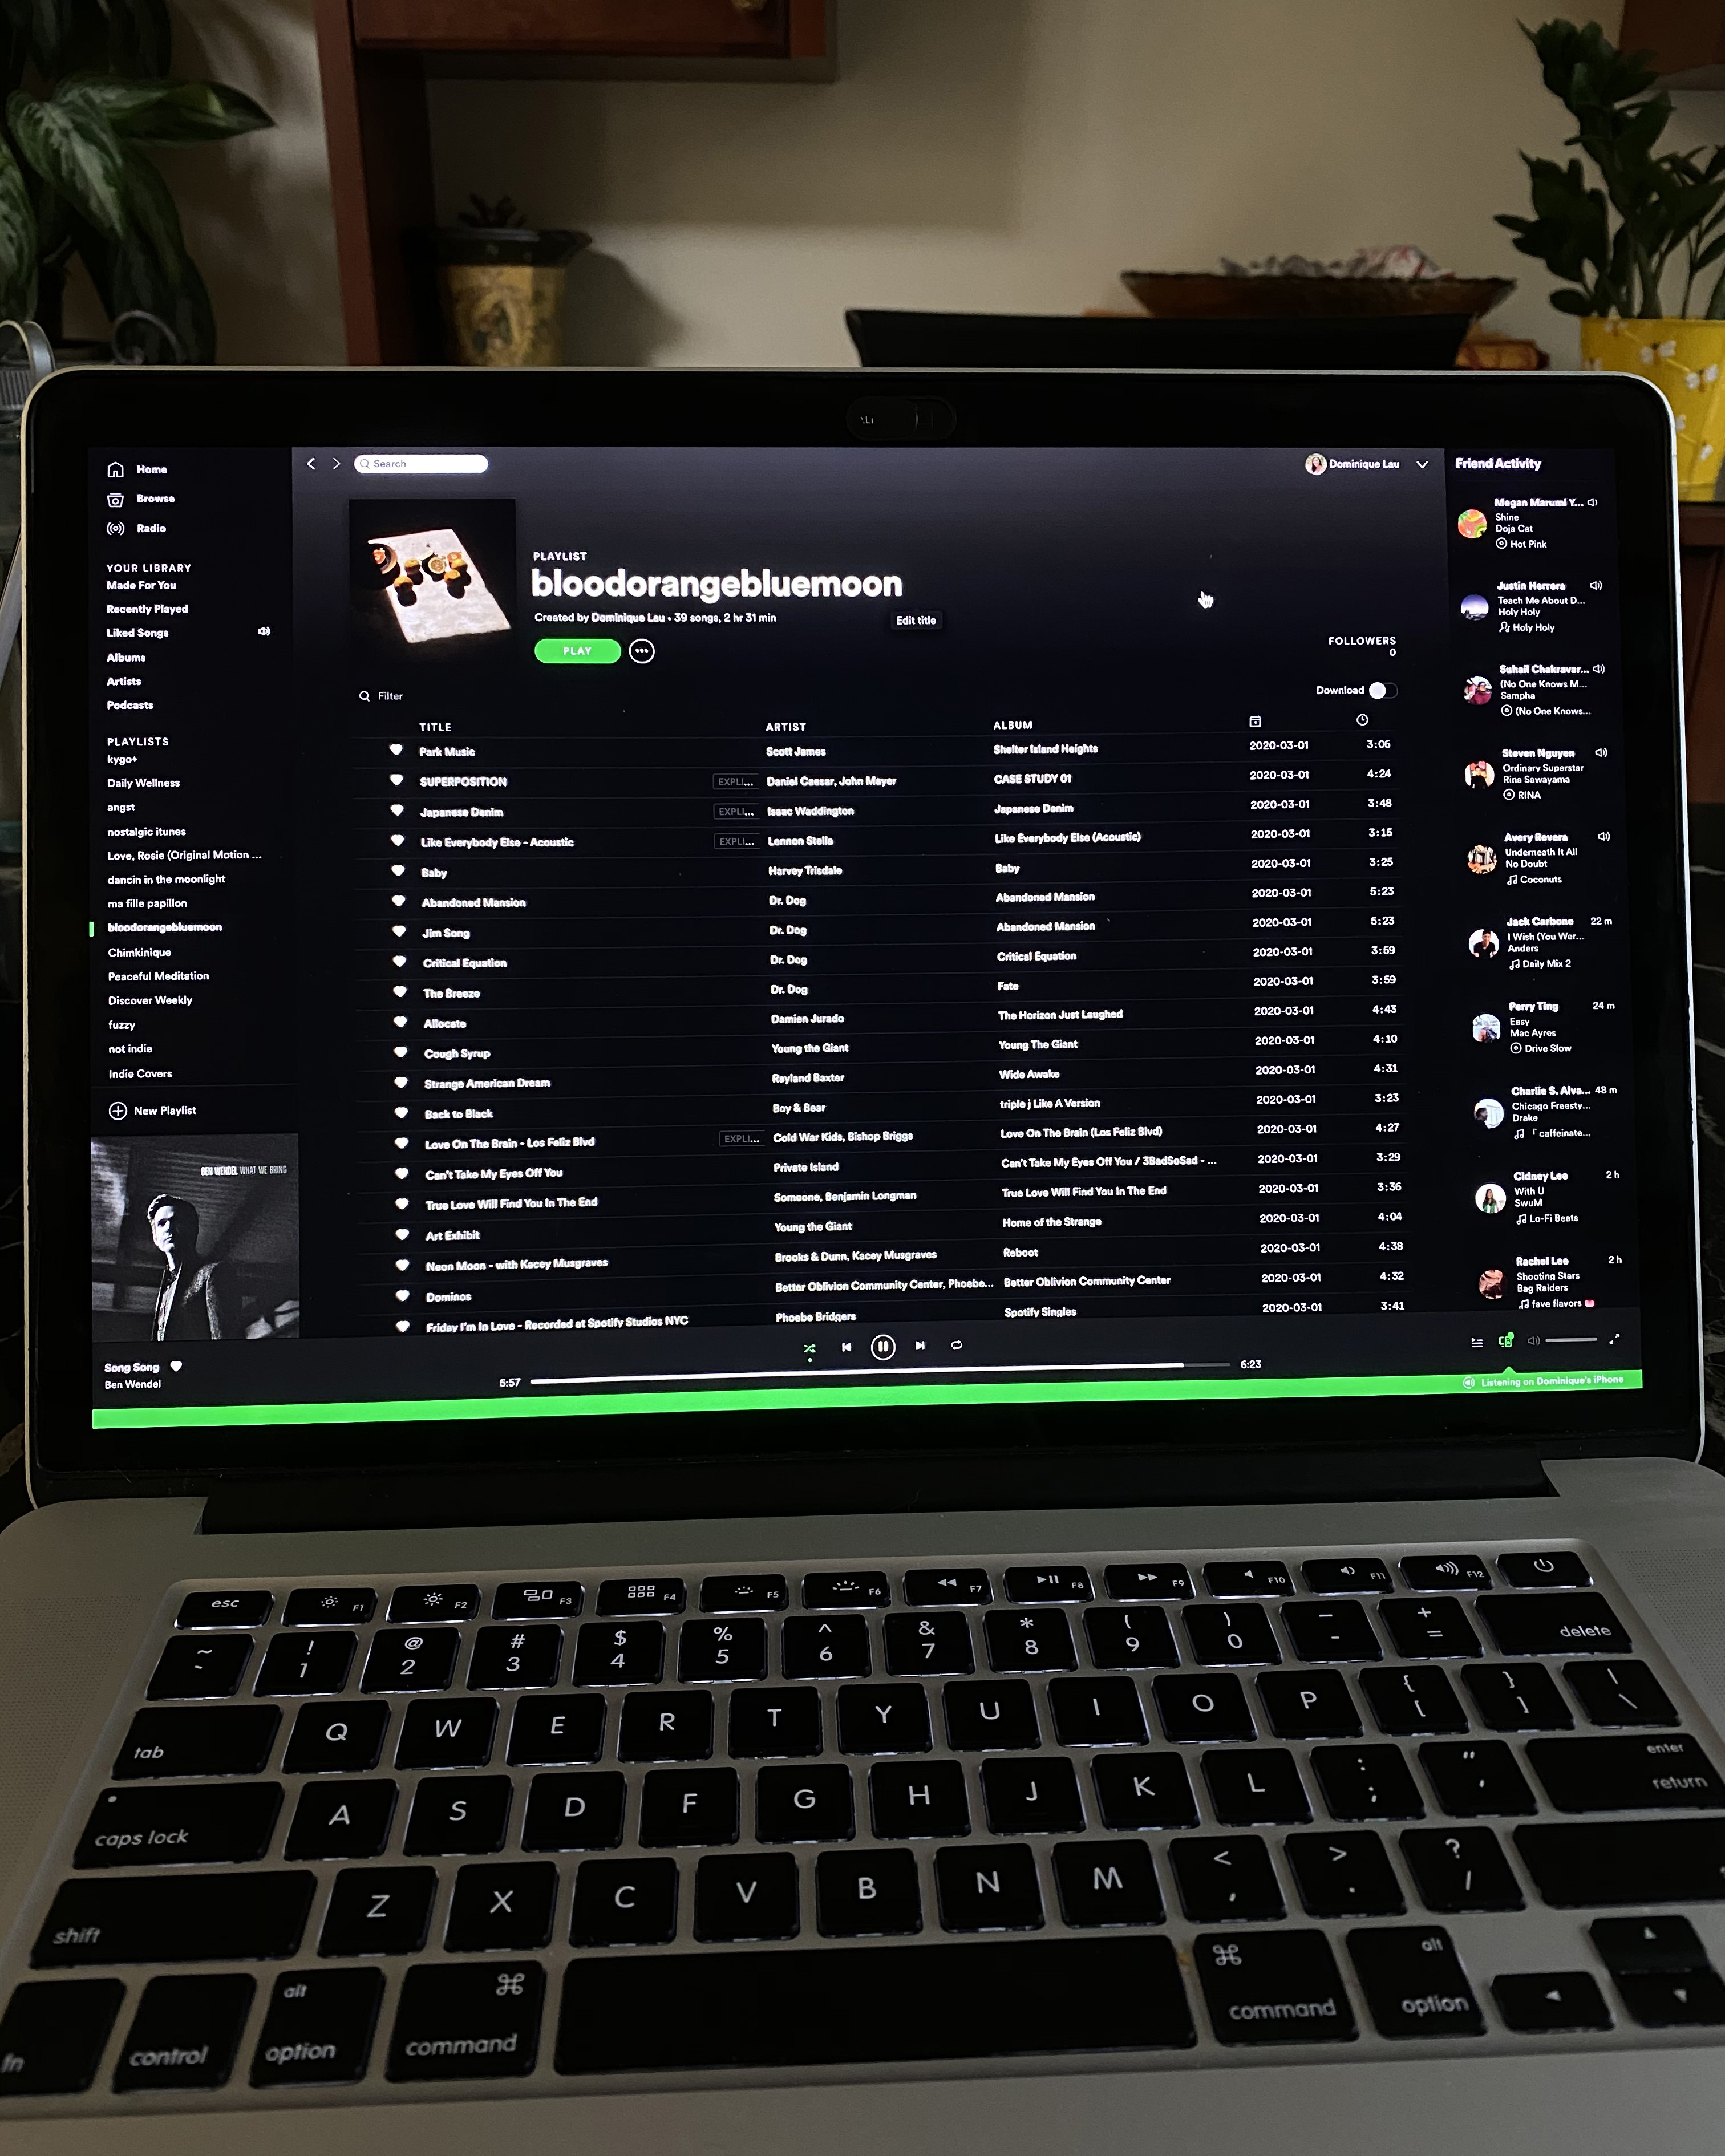 Home
Browse
Radio
YOUR LIBRARY
Made For You
Recently Played
Liked Songs
Albums
Artists
Podcasts
PLAYLISTS
kygo+
Daily Wellness
angst
nostalgic itunes
Love, Rosie (Original Motion ...
dancin in the moonlight
ma fille papillon
bloodorangebluemoon
Chimkinique
Peaceful Meditation
Discover Weekly
fuzzy
not indie
Indie Covers
New Playlist
BEN WENDEL WHAT WE BRING
Song Song
Ben Wendel
Search
Dominique Lau
PLAYLIST
bloodorangebluemoon
Created by Dominique Lau • 39 songs, 2 hr 31 min
Edit title
PLAY
FOLLOWERS
0
Filter
Download
TITLE ARTIST ALBUM
Park Music Scott James Shelter Island Heights 2020-03-01 3:06
SUPERPOSITION EXPLI... Daniel Caesar, John Mayer CASE STUDY 01 2020-03-01 4:24
Japanese Denim EXPLI... Isaac Waddington Japanese Denim 2020-03-01 3:48
Like Everybody Else - Acoustic EXPLI... Lennon Stella Like Everybody Else (Acoustic) 2020-03-01 3:15
Baby Harvey Trisdale Baby 2020-03-01 3:25
Abandoned Mansion Dr. Dog Abandoned Mansion 2020-03-01 5:23
Jim Song Dr. Dog Abandoned Mansion 2020-03-01 5:23
Critical Equation Dr. Dog Critical Equation 2020-03-01 3:59
The Breeze Dr. Dog Fate 2020-03-01 3:59
Allocate Damien Jurado The Horizon Just Laughed 2020-03-01 4:43
Cough Syrup Young the Giant Young The Giant 2020-03-01 4:10
Strange American Dream Rayland Baxter Wide Awake 2020-03-01 4:31
Back to Black Boy & Bear triple j Like A Version 2020-03-01 3:23
Love On The Brain - Los Feliz Blvd EXPLI... Cold War Kids, Bishop Briggs Love On The Brain (Los Feliz Blvd) 2020-03-01 4:27
Can't Take My Eyes Off You Private Island Can't Take My Eyes Off You / 3BadSoSad - ... 2020-03-01 3:29
True Love Will Find You In The End Someone, Benjamin Longman True Love Will Find You In The End 2020-03-01 3:36
Art Exhibit Young the Giant Home of the Strange 2020-03-01 4:04
Neon Moon - with Kacey Musgraves Brooks & Dunn, Kacey Musgraves Reboot 2020-03-01 4:38
Dominos Better Oblivion Community Center, Phoebe... Better Oblivion Community Center 2020-03-01 4:32
Friday I'm In Love - Recorded at Spotify Studios NYC Phoebe Bridgers Spotify Singles 2020-03-01 3:41
5:57 6:23
Friend Activity
Megan Marumi Y...
Shine
Doja Cat
Hot Pink
Justin Herrera
Teach Me About D...
Holy Holy
Holy Holy
Suhail Chakravar...
(No One Knows M...
Sampha
(No One Knows...
Steven Nguyen
Ordinary Superstar
Rina Sawayama
RINA
Avery Revera
Underneath It All
No Doubt
Coconuts
Jack Carbone 22 m
I Wish (You Wer...
Anders
Daily Mix 2
Perry Ting 24 m
Easy
Mac Ayres
Drive Slow
Charlie S. Alva... 48 m
Chicago Freesty...
Drake
「 caffeinate...
Cidney Lee 2 h
With U
SwuM
Lo-Fi Beats
Rachel Lee 2 h
Shooting Stars
Bag Raiders
fave flavors
Listening on Dominique's iPhone
esc F1 F2 F3 F4 F5 F6 F7 F8 F9 F10 F11 F12
~ ! @ # $ % ^ & * ( ) _ +
` 1 2 3 4 5 6 7 8 9 0 - = delete
tab Q W E R T Y U I O P { [ } ] | \
caps lock A S D F G H J K L : ; " ' enter return
shift Z X C V B N M < , > . ? /
fn control alt option ⌘ command ⌘ command alt option